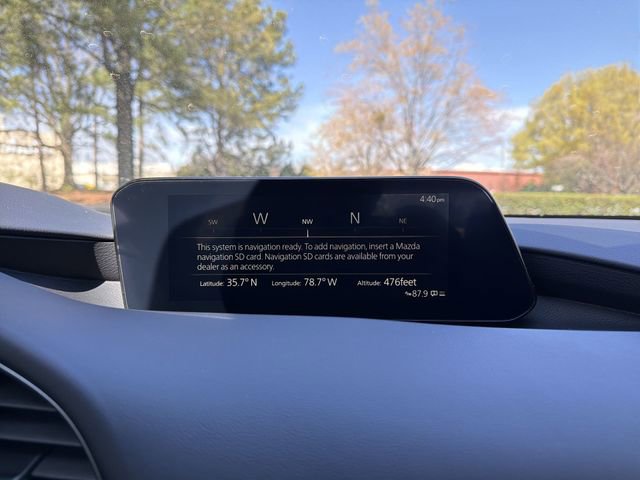 4:40pm
SW W NW N NE
This system is navigation ready. To add navigation, insert a Mazda
navigation SD card. Navigation SD cards are available from your
dealer as an accessory.
Latitude: 35.7° N Longitude: 78.7° W Altitude: 476feet
87.9